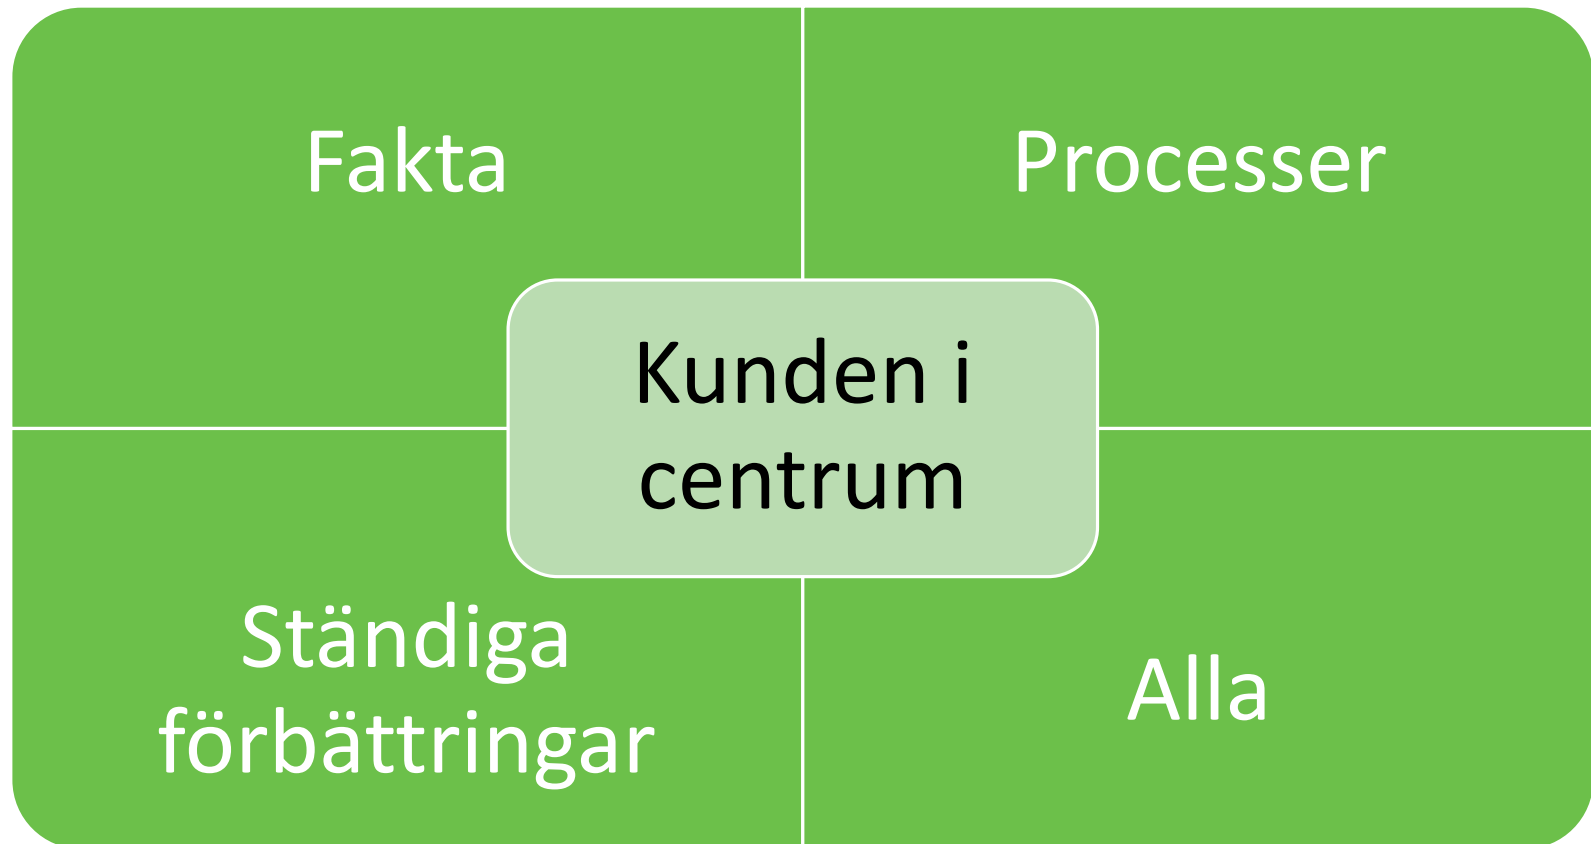 Fakta
Processer
Kunden i
centrum
Ständiga
förbättringar
Alla